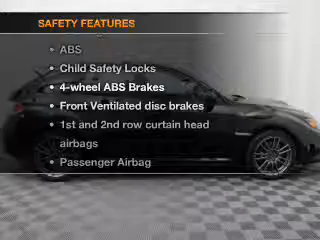 SAFETY FEATURES
• ABS
• Child Safety Locks
• 4-wheel ABS Brakes
• Front Ventilated disc brakes
• 1st and 2nd row curtain head
airbags
• Passenger Airbag